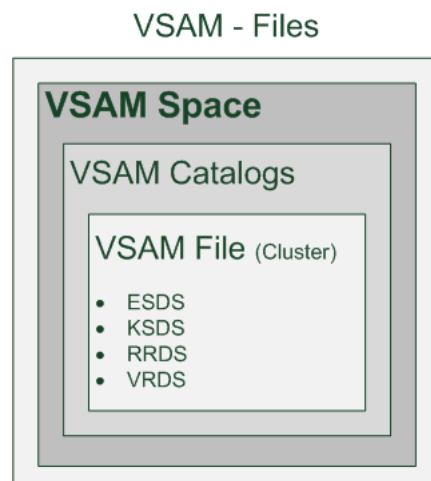 VSAM - Files
VSAM Space
VSAM Catalogs
VSAM File (Cluster)
• ESDS
• KSDS
• RRDS
• VRDS